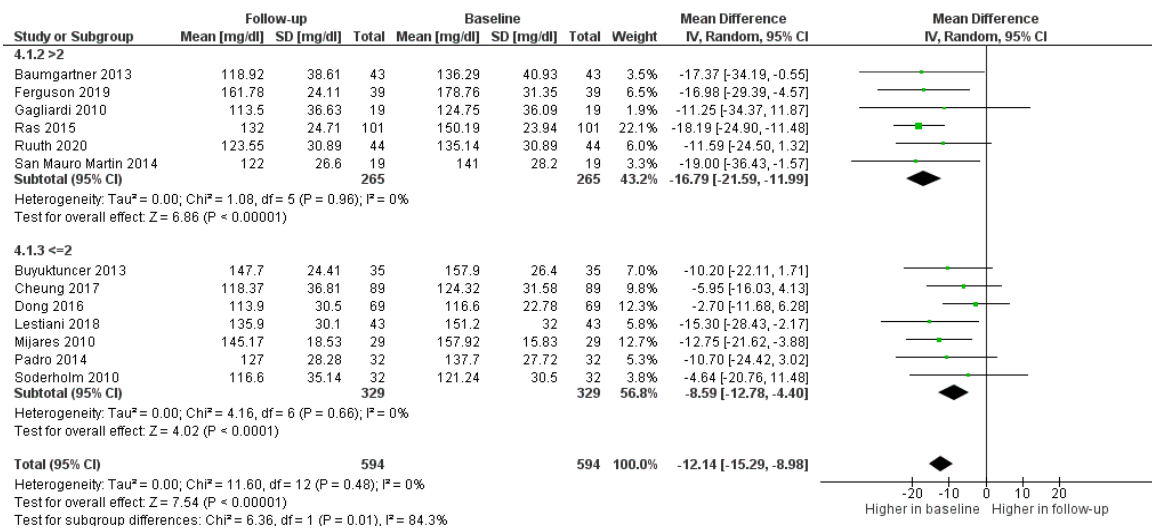 Follow-up Baseline Mean Difference Mean Difference
Study or Subgroup Mean [mg/dl] SD [mg/dl] Total Mean [mg/dl] SD [mg/dl] Total Weight IV, Random, 95% CI IV, Random, 95% CI
4.1.2 >2
Baumgartner 2013 118.92 38.61 43 136.29 40.93 43 3.5% -17.37 [-34.19, -0.55]
Ferguson 2019 161.78 24.11 39 178.76 31.35 39 6.5% -16.98 [-29.39, -4.57]
Gagliardi 2010 113.5 36.63 19 124.75 36.09 19 1.9% -11.25 [-34.37, 11.87]
Ras 2015 132 24.71 101 150.19 23.94 101 22.1% -18.19 [-24.90, -11.48]
Ruuth 2020 123.55 30.89 44 135.14 30.89 44 6.0% -11.59 [-24.50, 1.32]
San Mauro Martin 2014 122 26.6 19 141 28.2 19 3.3% -19.00 [-36.43, -1.57]
Subtotal (95% CI) 265 265 43.2% -16.79 [-21.59, -11.99]
Heterogeneity: Tau² = 0.00; Chi² = 1.08, df = 5 (P = 0.96); I² = 0%
Test for overall effect: Z = 6.86 (P < 0.00001)
4.1.3 <=2
Buyuktuncer 2013 147.7 24.41 35 157.9 26.4 35 7.0% -10.20 [-22.11, 1.71]
Cheung 2017 118.37 36.81 89 124.32 31.58 89 9.8% -5.95 [-16.03, 4.13]
Dong 2016 113.9 30.5 69 116.6 22.78 69 12.3% -2.70 [-11.68, 6.28]
Lestiani 2018 135.9 30.1 43 151.2 32 43 5.8% -15.30 [-28.43, -2.17]
Mijares 2010 145.17 18.53 29 157.92 15.83 29 12.7% -12.75 [-21.62, -3.88]
Padro 2014 127 28.28 32 137.7 27.72 32 5.3% -10.70 [-24.42, 3.02]
Soderholm 2010 116.6 35.14 32 121.24 30.5 32 3.8% -4.64 [-20.76, 11.48]
Subtotal (95% CI) 329 329 56.8% -8.59 [-12.78, -4.40]
Heterogeneity: Tau² = 0.00; Chi² = 4.16, df = 6 (P = 0.66); I² = 0%
Test for overall effect: Z = 4.02 (P < 0.0001)
Total (95% CI) 594 594 100.0% -12.14 [-15.29, -8.98]
Heterogeneity: Tau² = 0.00; Chi² = 11.60, df = 12 (P = 0.48); I² = 0%
Test for overall effect: Z = 7.54 (P < 0.00001)
Test for subgroup differences: Chi² = 6.36, df = 1 (P = 0.01), I² = 84.3%
-20 -10 0 10 20
Higher in baseline Higher in follow-up